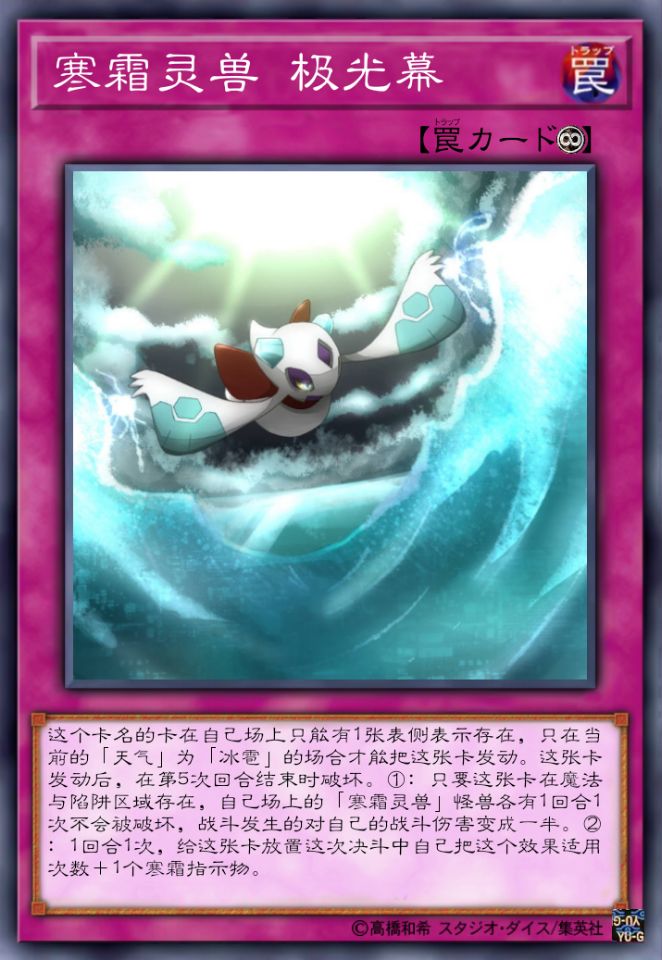 寒霜灵兽 极光幕
トラップ
罠
【罠カード♾】
トラップ
这个卡名的卡在自己场上只能有1张表侧表示存在，只在当
前的「天气」为「冰雹」的场合才能把这张卡发动。这张卡
发动后，在第5次回合结束时破坏。①：只要这张卡在魔法
与陷阱区域存在，自己场上的「寒霜灵兽」怪兽各有1回合1
次不会被破坏，战斗发生的对自己的战斗伤害变成一半。②
：1回合1次，给这张卡放置这次决斗中自己把这个效果适用
次数＋1个寒霜指示物。
©高橋和希 スタジオ・ダイス/集英社
YU-G